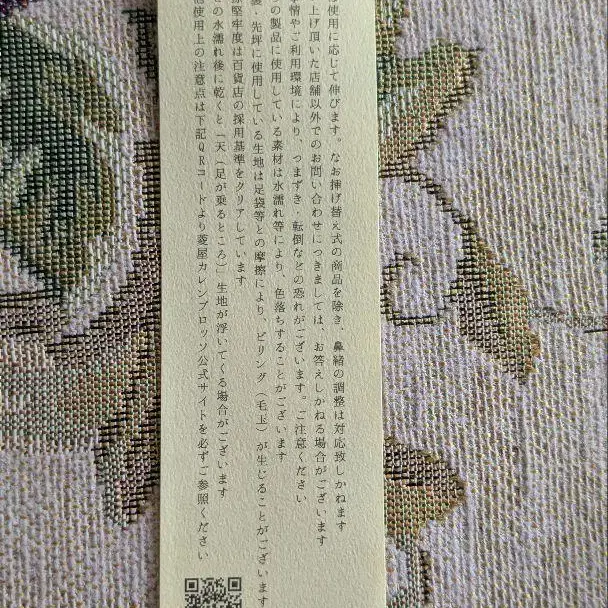 使用に応じて伸びます。なお挿げ替え式の商品を除き、鼻緒の調整は対応致しかねます
上げ頂いた店舗以外でのお問い合わせにつきましては、お答えしかねる場合がございます
情やご利用環境により、つまずき・転倒などの恐れがございます。ご注意ください
の製品に使用している素材は水濡れ等により、色落ちすることがございます
・先坪に使用している生地は足袋等との摩擦により、ピリング（毛玉）が生じることがございます
堅牢度は百貨店の採用基準をクリアしています
の水濡れ後に乾くと「天（足が乗るところ）」生地が浮いてくる場合がございます
使用上の注意点は下記QRコードより菱屋カレンブロッソ公式サイトを必ずご参照ください